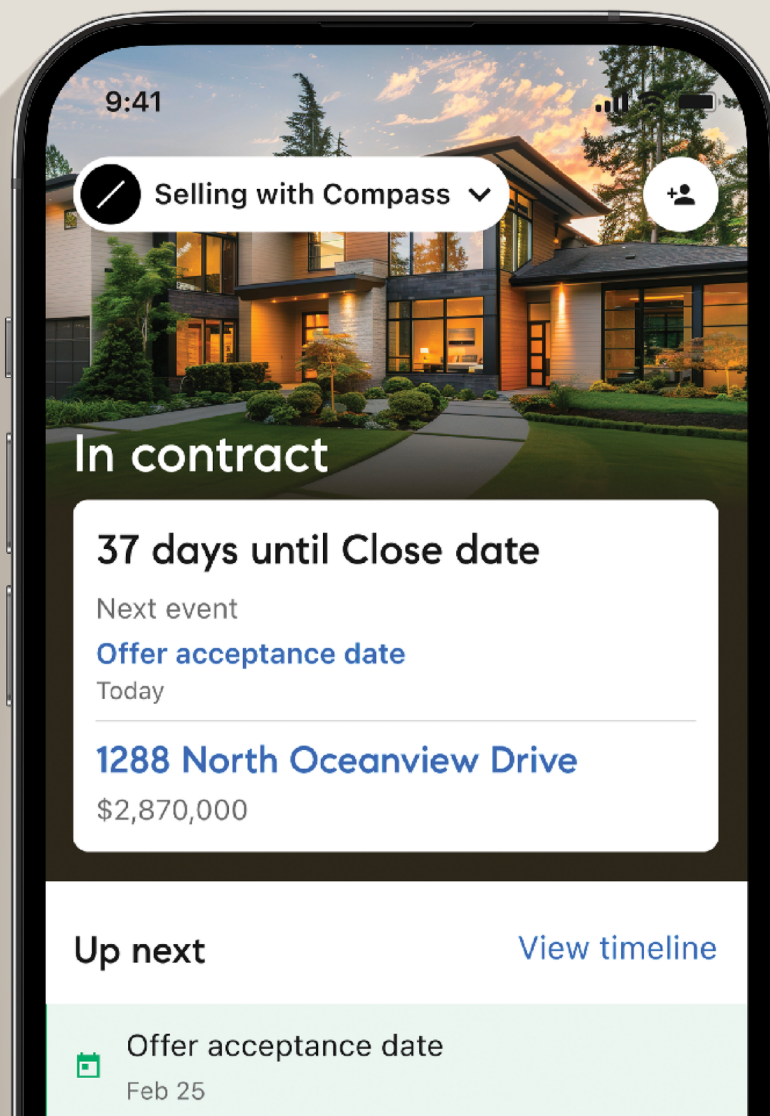 9:41
Selling with Compass
In contract
37 days until Close date
Next event
Offer acceptance date
Today
1288 North Oceanview Drive
$2,870,000
Up next
View timeline
Offer acceptance date
Feb 25